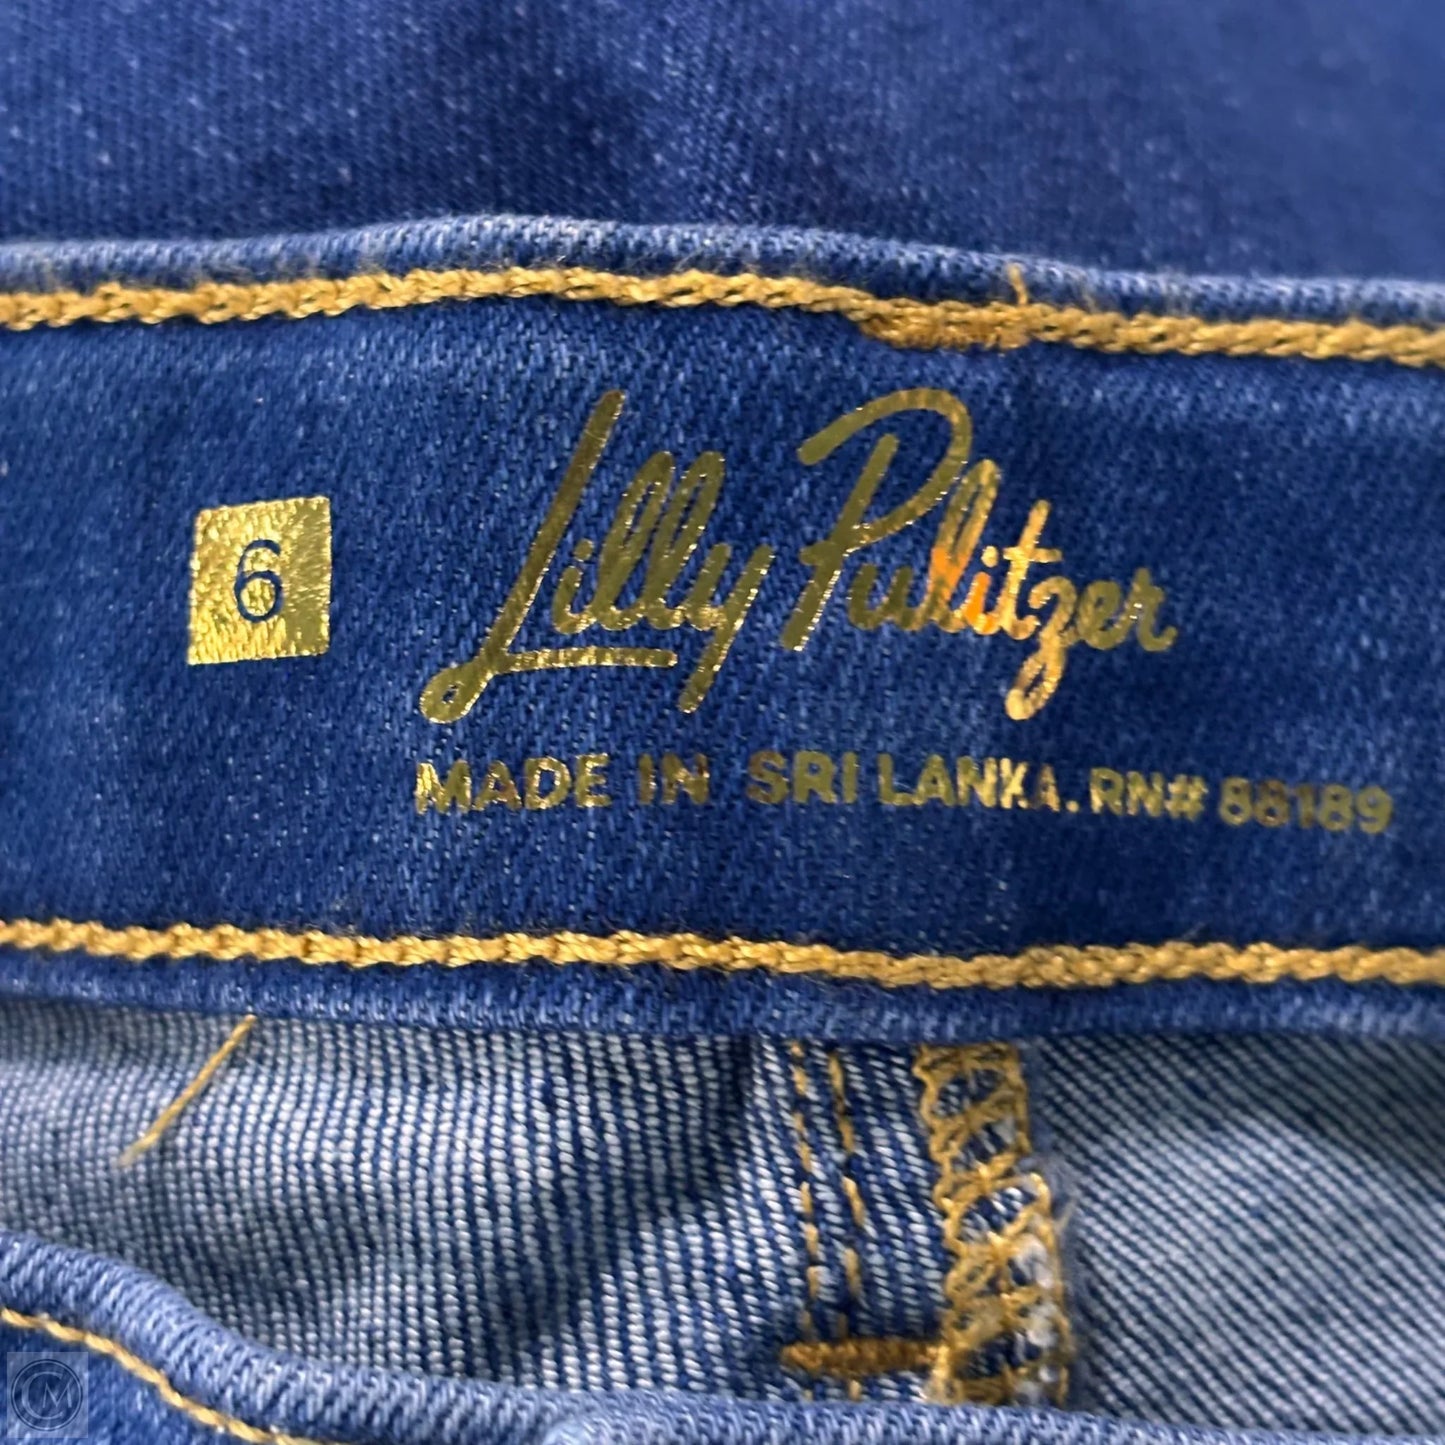 6
Lilly Pulitzer
MADE IN SRI LANKA. RN# 88189